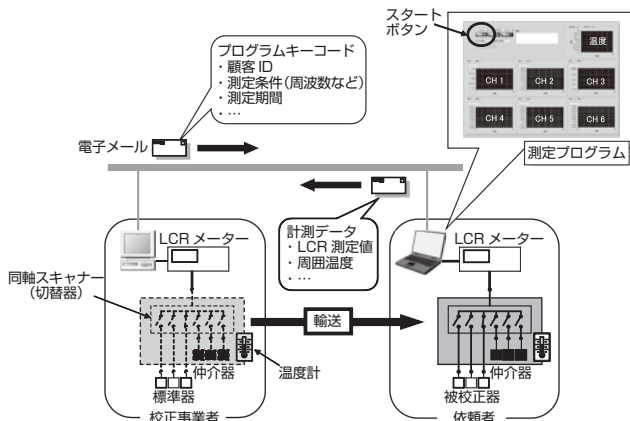 スタート
ボタン
プログラムキーコード
・顧客 ID
・測定条件(周波数など)
・測定期間
・…
温度
CH 1
CH 2
CH 3
CH 4
CH 5
CH 6
電子メール
測定プログラム
計測データ
・LCR 測定値
・周囲温度
・…
LCR メーター
LCR メーター
同軸スキャナー
(切替器)
輸送
仲介器
温度計
標準器
校正事業者
仲介器
被校正器
依頼者